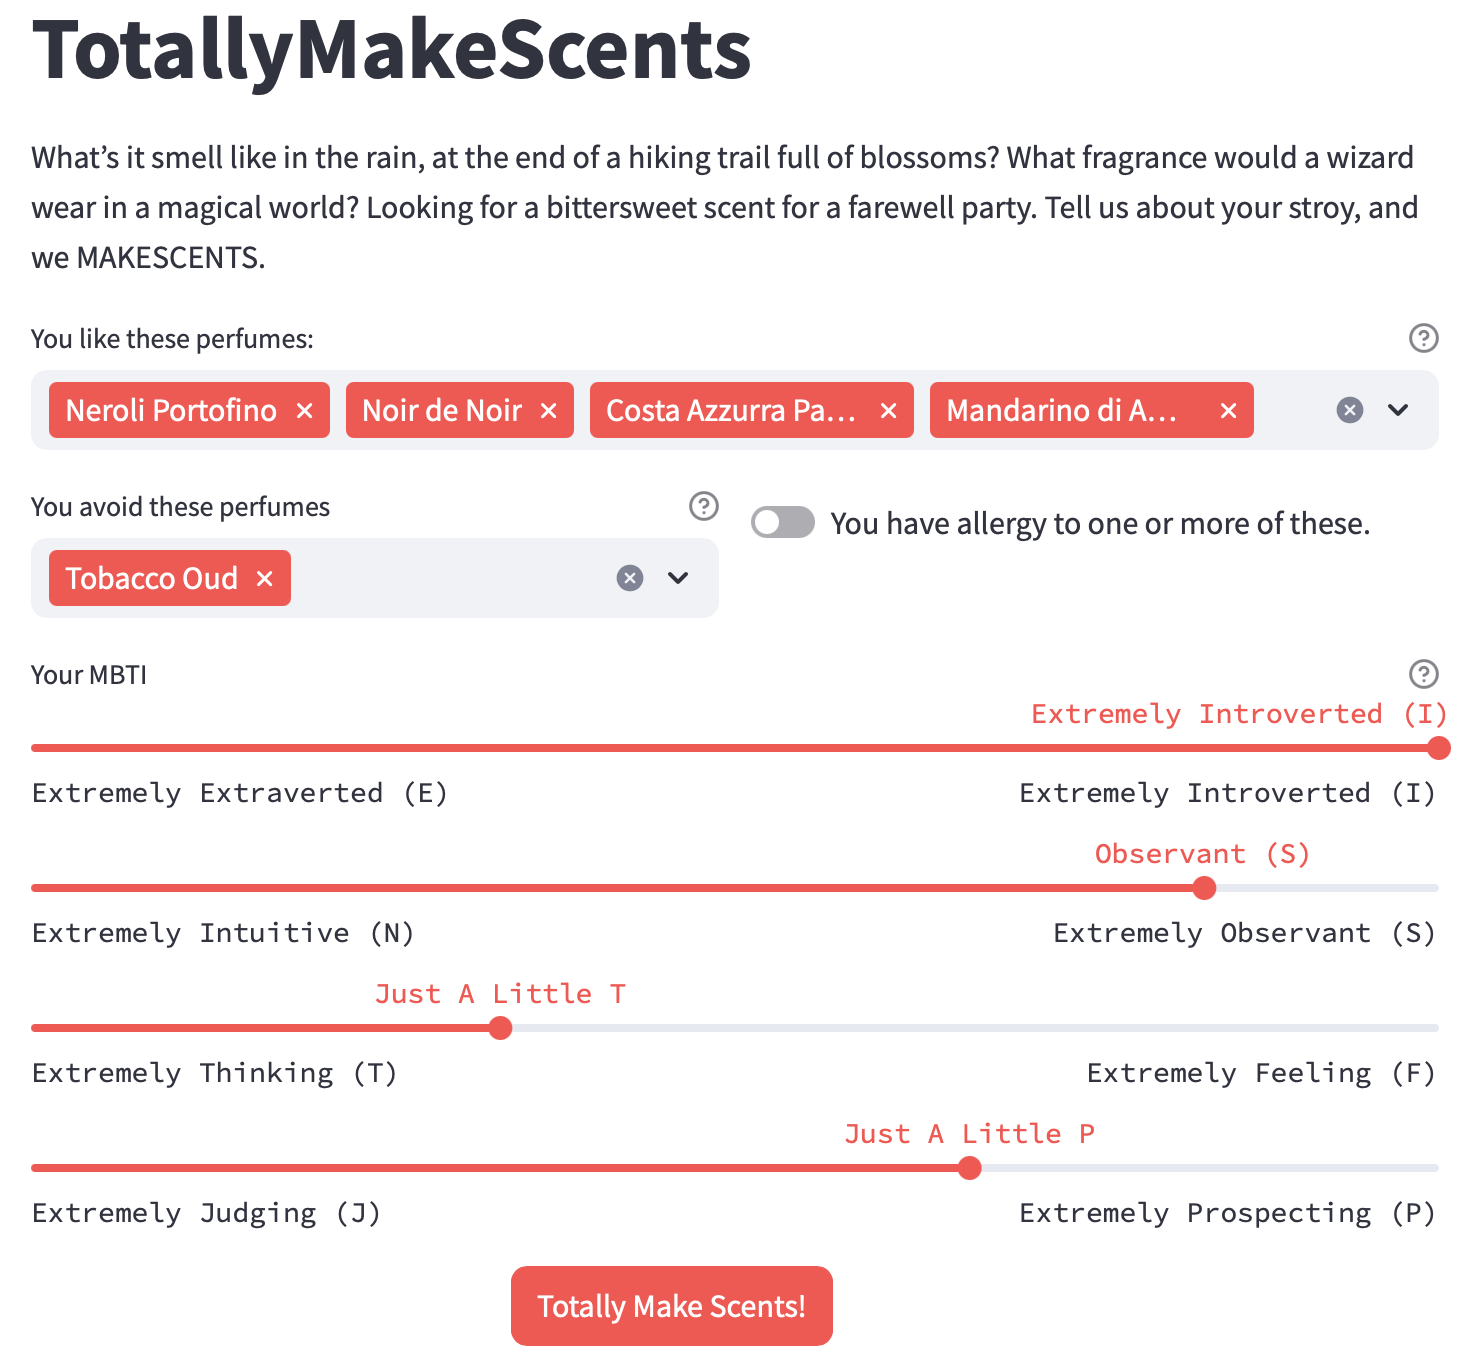 TotallyMakeScents
What’s it smell like in the rain, at the end of a hiking trail full of blossoms? What fragrance would a wizard
wear in a magical world? Looking for a bittersweet scent for a farewell party. Tell us about your stroy, and
we MAKESCENTS.
You like these perfumes:
Neroli Portofino × Noir de Noir × Costa Azzurra Pa... × Mandarino di A... ×
You avoid these perfumes
You have allergy to one or more of these.
Tobacco Oud ×
Your MBTI
Extremely Introverted (I)
Extremely Extraverted (E) Extremely Introverted (I)
Observant (S)
Extremely Intuitive (N) Extremely Observant (S)
Just A Little T
Extremely Thinking (T) Extremely Feeling (F)
Just A Little P
Extremely Judging (J) Extremely Prospecting (P)
Totally Make Scents!